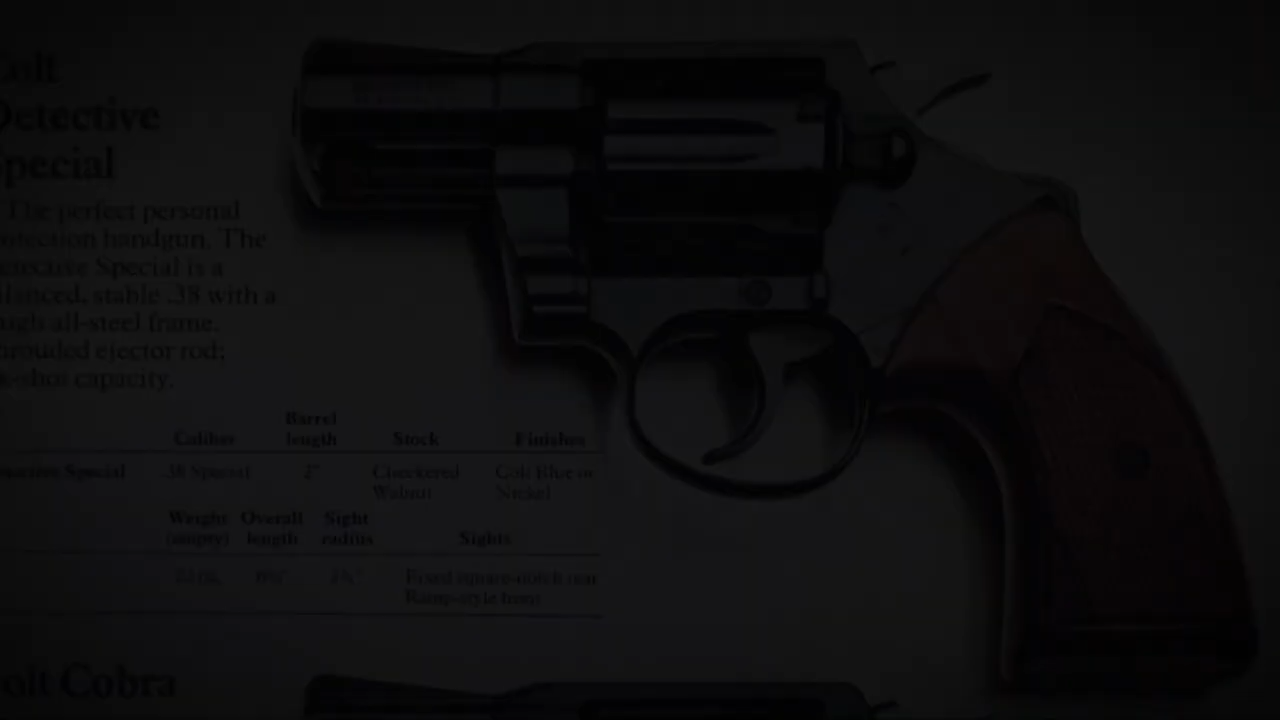 Colt
Detective
Special
The perfect personal
protection handgun. The
Detective Special is a
balanced, stable .38 with a
tough all-steel frame,
shrouded ejector rod;
six-shot capacity.
Caliber Barrel length Stock Finishes
Detective Special .38 Special 2" Checkered Walnut Colt Blue or Nickel
Weight (empty) Overall length Sight radius Sights
Fixed square-notch rear
Ramp-style front
Colt Cobra